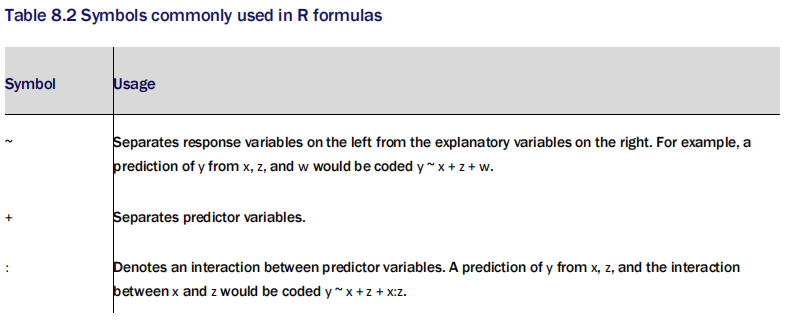 Table 8.2 Symbols commonly used in R formulas
Symbol Usage
~ Separates response variables on the left from the explanatory variables on the right. For example, a
prediction of y from x, z, and w would be coded y ~ x + z + w.
+ Separates predictor variables.
: Denotes an interaction between predictor variables. A prediction of y from x, z, and the interaction
between x and z would be coded y ~ x + z + x:z.